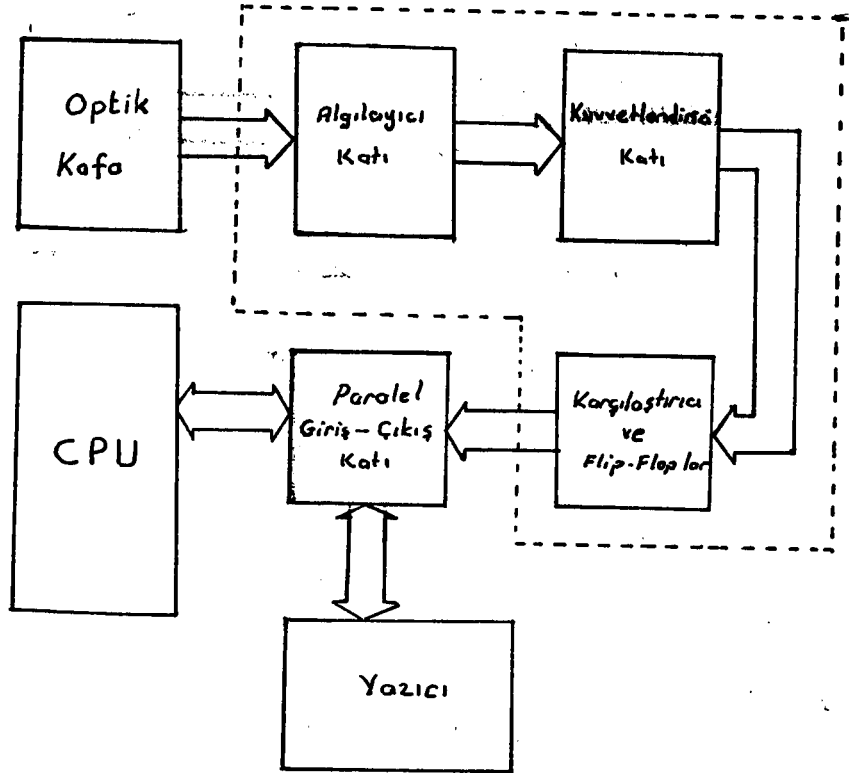 Optik
Kafa
Algılayıcı
Katı
Kuvvetlendirici
Katı
CPU
Paralel
Giriş-Çıkış
Katı
Karşılaştırıcı
ve
Flip-Floplar
Yazıcı